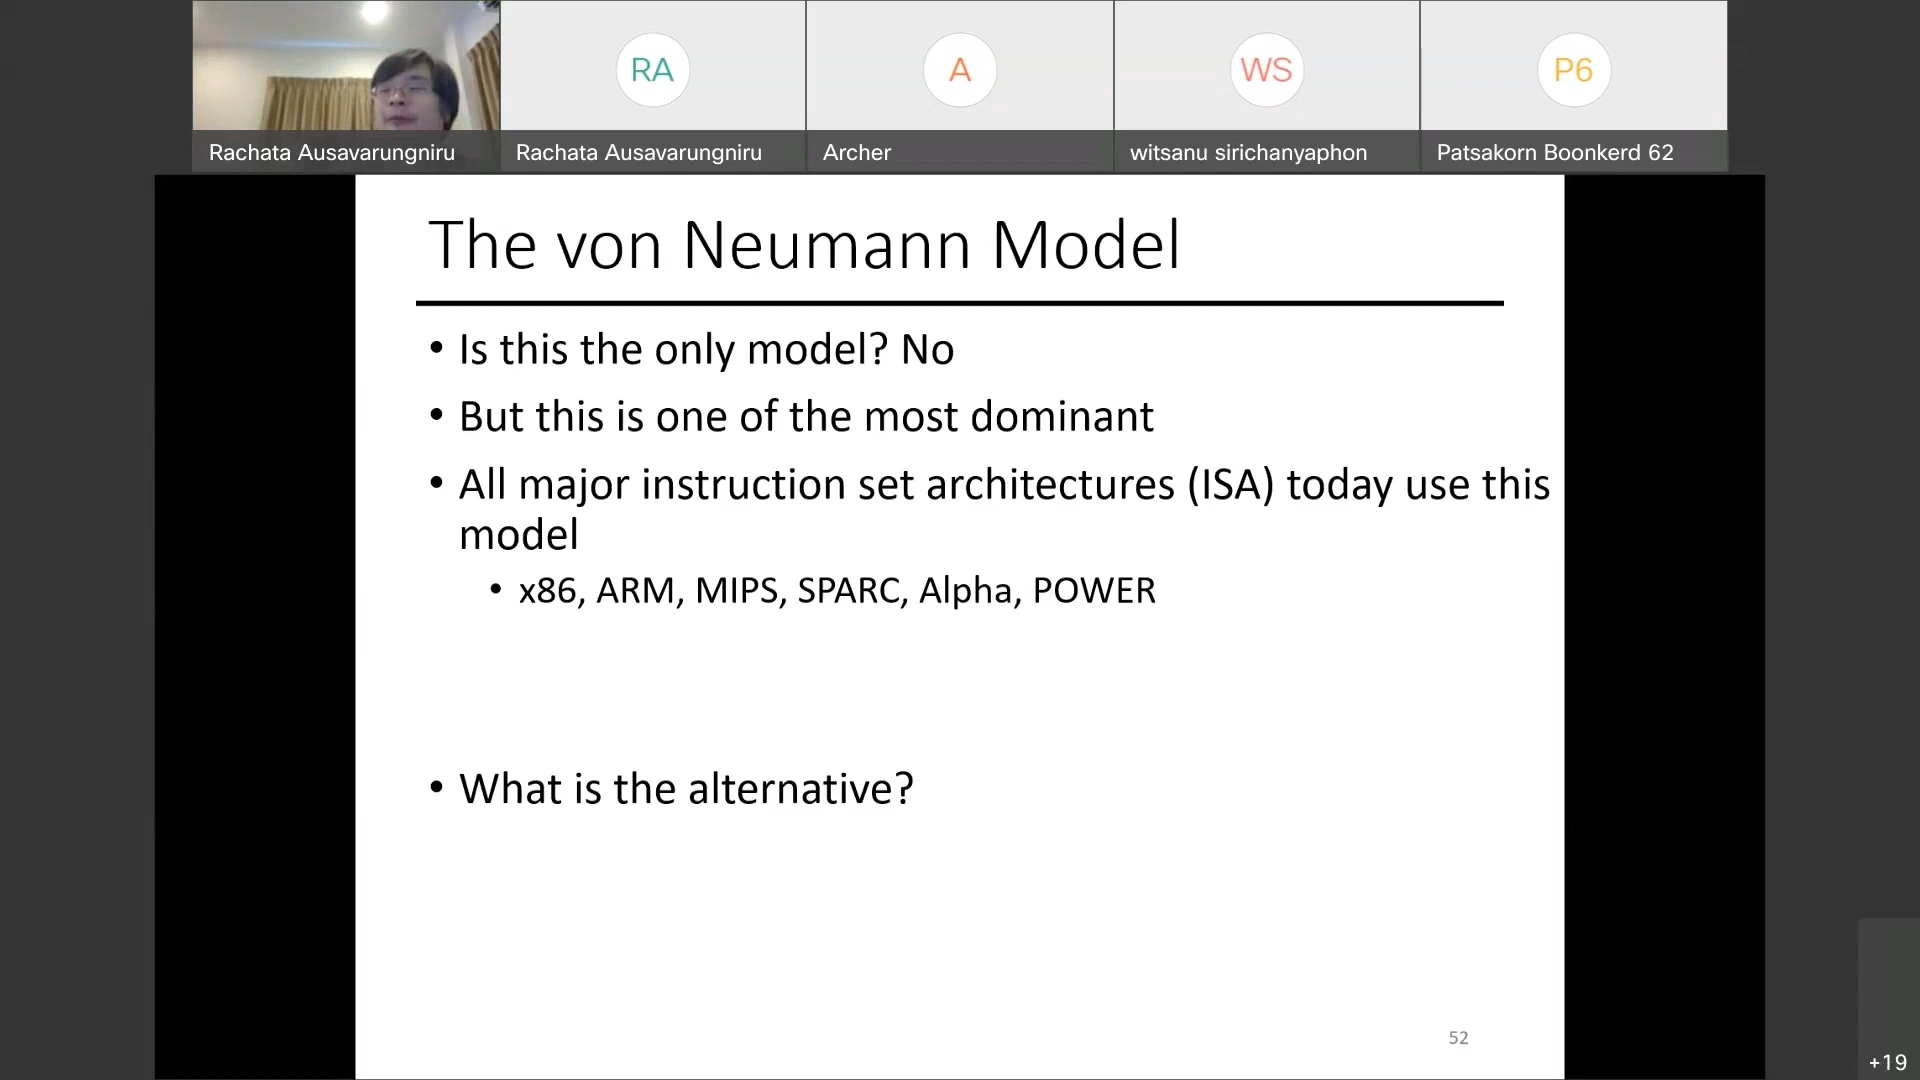 RA
A
WS
P6
Rachata Ausavarungniru
Rachata Ausavarungniru
Archer
witsanu sirichanyaphon
Patsakorn Boonkerd 62
The von Neumann Model
• Is this the only model? No
• But this is one of the most dominant
• All major instruction set architectures (ISA) today use this
model
• x86, ARM, MIPS, SPARC, Alpha, POWER
• What is the alternative?
52
+19